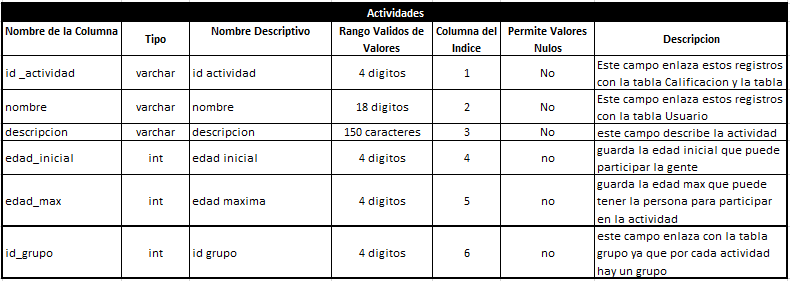 Actividades
Nombre de la Columna Tipo Nombre Descriptivo Rango Validos de Valores Columna del Indice Permite Valores Nulos Descripcion
id _actividad varchar id actividad 4 digitos 1 No Este campo enlaza estos registros con la tabla Calificacion y la tabla
nombre varchar nombre 18 digitos 2 No Este campo enlaza estos registros con la tabla Usuario
descripcion varchar descripcion 150 caracteres 3 No este campo describe la actividad
edad_inicial int edad inicial 4 digitos 4 no guarda la edad inicial que puede participar la gente
edad_max int edad maxima 4 digitos 5 no guarda la edad max que puede tener la persona para participar en la actividad
id_grupo int id grupo 4 digitos 6 no este campo enlaza con la tabla grupo ya que por cada actividad hay un grupo